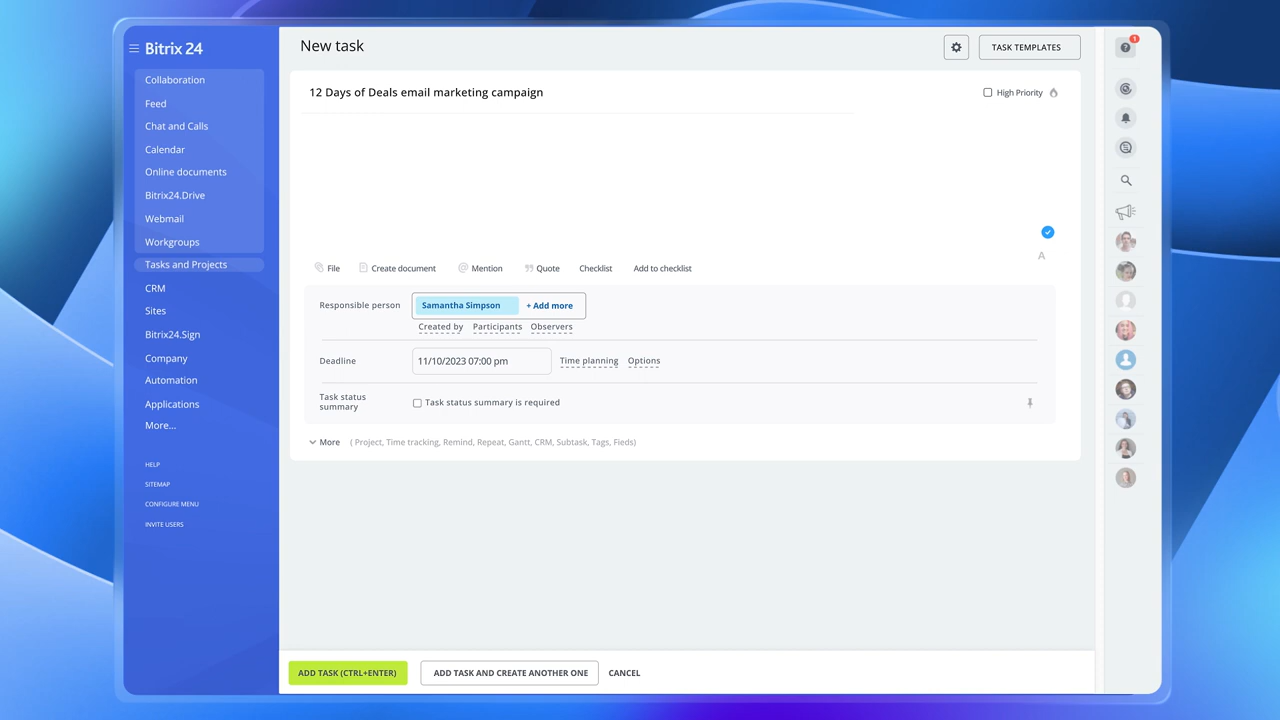 Bitrix 24
Collaboration
Feed
Chat and Calls
Calendar
Online documents
Bitrix24.Drive
Webmail
Workgroups
Tasks and Projects
CRM
Sites
Bitrix24.Sign
Company
Automation
Applications
More...
HELP
SITEMAP
CONFIGURE MENU
INVITE USERS
New task
TASK TEMPLATES
12 Days of Deals email marketing campaign
High Priority
A
File Create document @ Mention Quote Checklist Add to checklist
Responsible person Samantha Simpson + Add more
Created by Participants Observers
Deadline 11/10/2023 07:00 pm Time planning Options
Task status
summary
Task status summary is required
More ( Project, Time tracking, Remind, Repeat, Gantt, CRM, Subtask, Tags, Fieds)
ADD TASK (CTRL+ENTER) ADD TASK AND CREATE ANOTHER ONE CANCEL
?
1